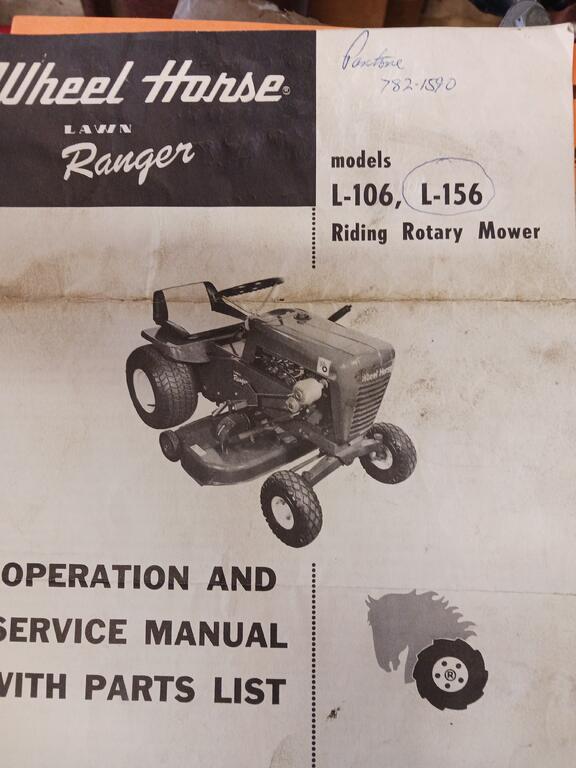 Wheel Horse®
LAWN
Ranger
782-1590
models
L-106, L-156
Riding Rotary Mower
Ranger
Wheel Horse
OPERATION AND
SERVICE MANUAL
WITH PARTS LIST
®